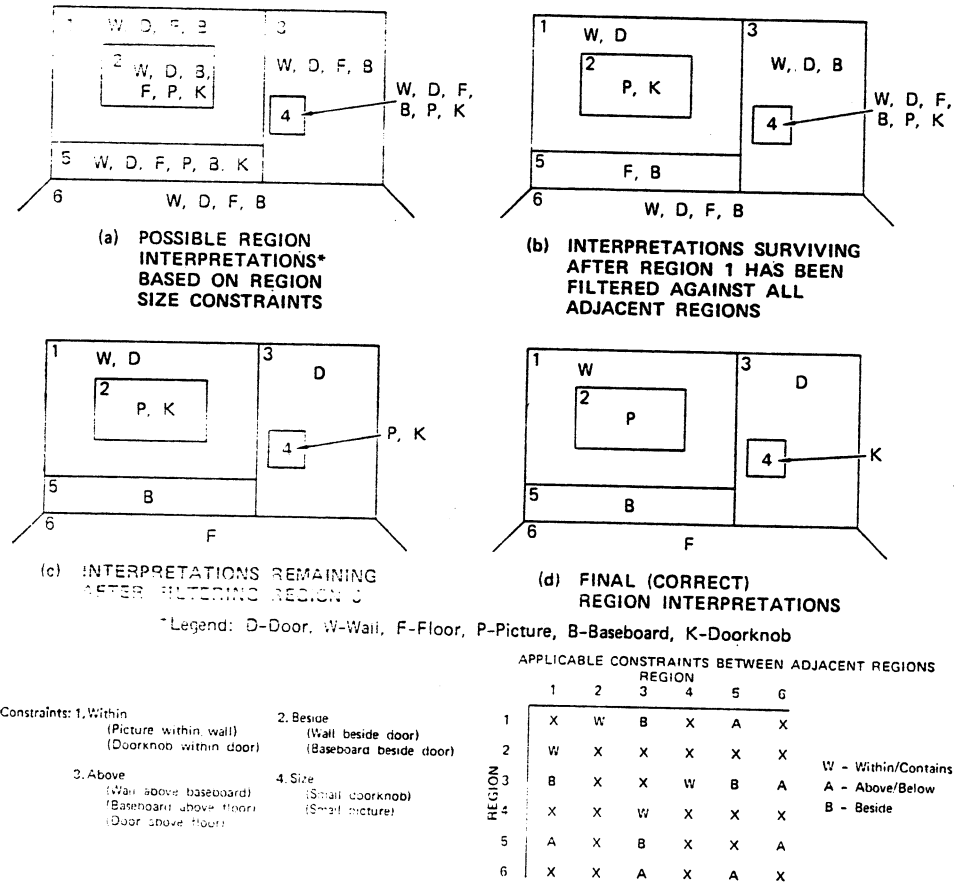 1 W, D, F, B 3
2 W, D, B,
F, P, K
W, D, F, B
4
W, D, F,
B, P, K
5 W, D, F, P, B, K
6 W, D, F, B
(a) POSSIBLE REGION
INTERPRETATIONS*
BASED ON REGION
SIZE CONSTRAINTS
1 W, D 3
2
P, K
W, D, B
4
W, D, F,
B, P, K
5 F, B
6 W, D, F, B
(b) INTERPRETATIONS SURVIVING
AFTER REGION 1 HAS BEEN
FILTERED AGAINST ALL
ADJACENT REGIONS
1 W, D 3
D
2
P, K
4
P, K
5 B
6 F
(c) INTERPRETATIONS REMAINING
AFTER FILTERING REGION
1 W 3
D
2
P
4
K
5 B
6 F
(d) FINAL (CORRECT)
REGION INTERPRETATIONS
*Legend: D-Door, W-Wall, F-Floor, P-Picture, B-Baseboard, K-Doorknob
Constraints: 1. Within
(Picture within wall)
(Doorknob within door)
2. Beside
(Wall beside door)
(Baseboard beside door)
3. Above
(Wall above baseboard)
(Baseboard above floor)
(Door above floor)
4. Size
(Small doorknob)
(Small picture)
APPLICABLE CONSTRAINTS BETWEEN ADJACENT REGIONS
REGION
1 2 3 4 5 6
REGION
1 X W B X A X
2 W X X X X X
3 B X X W B A
4 X X W X X X
5 A X B X X A
6 X X A X A X
W - Within/Contains
A - Above/Below
B - Beside